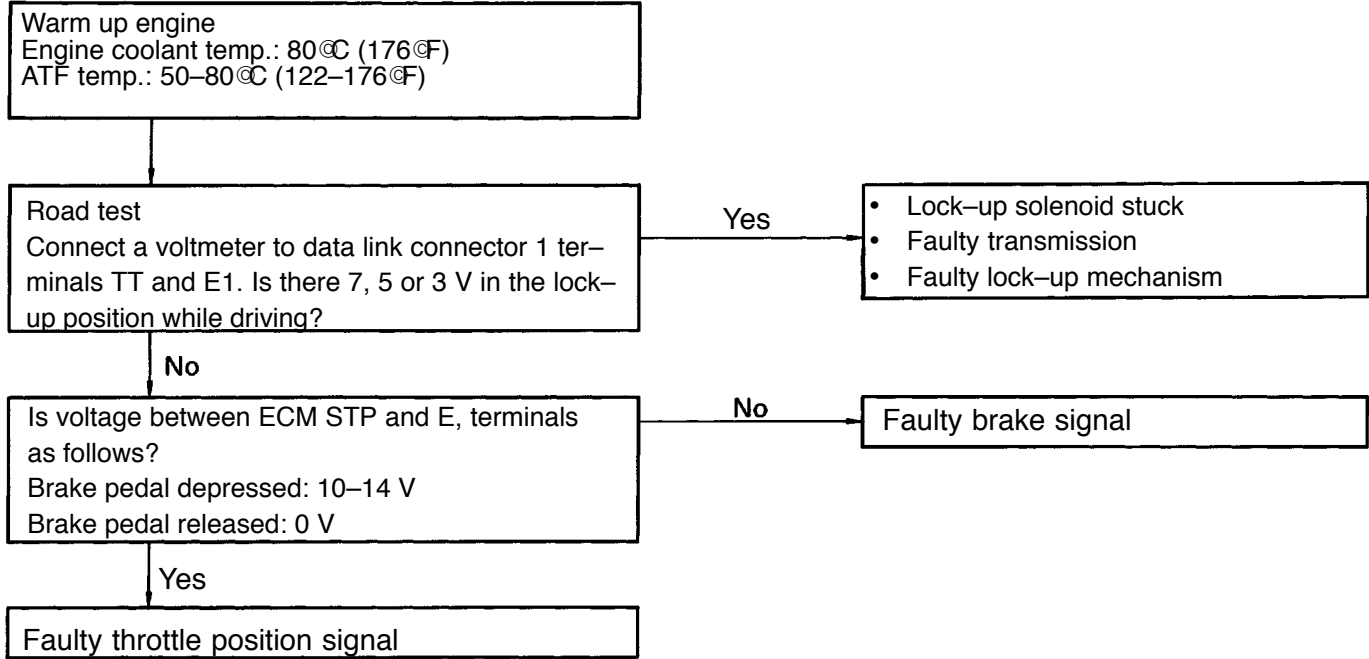 Warm up engine
Engine coolant temp.: 80°C (176°F)
ATF temp.: 50–80°C (122–176°F)
Road test
Connect a voltmeter to data link connector 1 ter–
minals TT and E1. Is there 7, 5 or 3 V in the lock–
up position while driving?
Yes
• Lock–up solenoid stuck
• Faulty transmission
• Faulty lock–up mechanism
No
Is voltage between ECM STP and E, terminals
as follows?
Brake pedal depressed: 10–14 V
Brake pedal released: 0 V
No
Faulty brake signal
Yes
Faulty throttle position signal